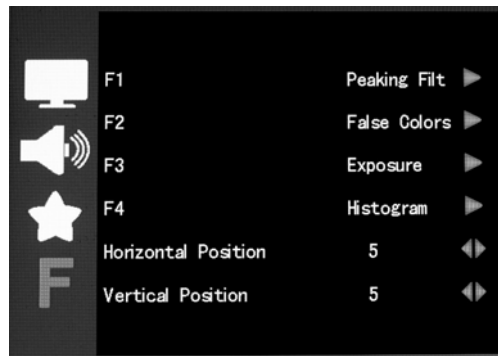 F1 Peaking Filt
F2 False Colors
F3 Exposure
F4 Histogram
Horizontal Position 5
Vertical Position 5
F